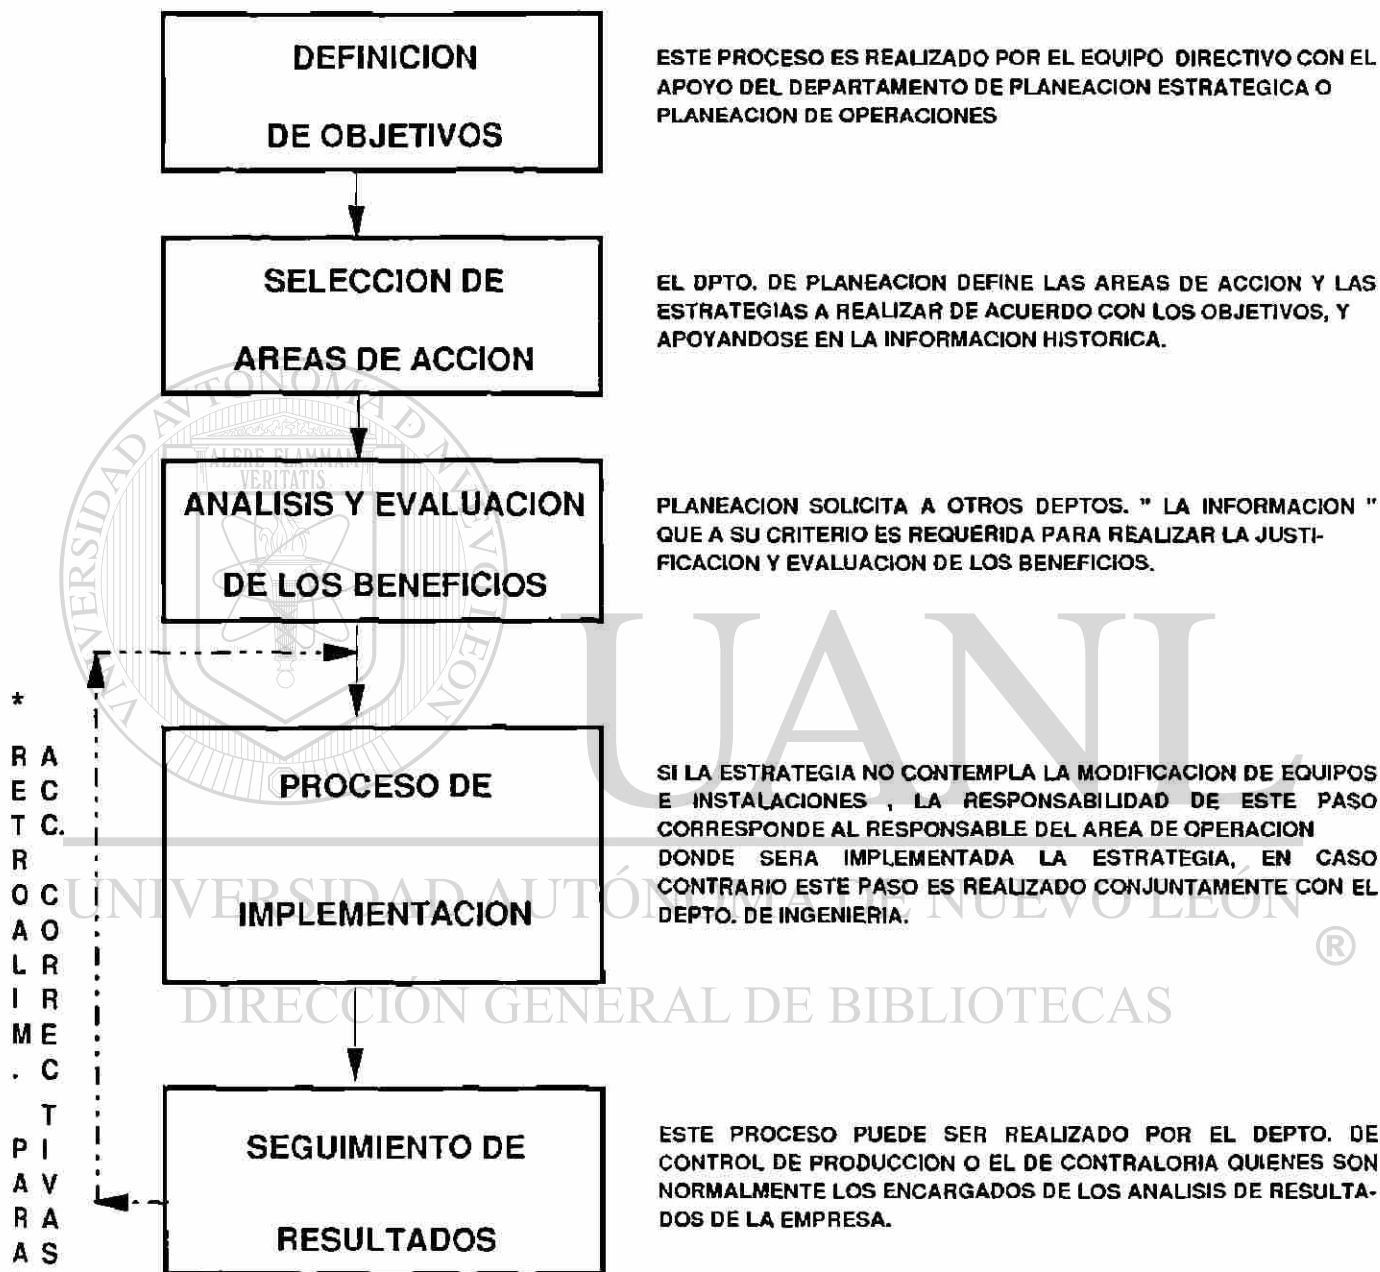 DEFINICION
DE OBJETIVOS
ESTE PROCESO ES REALIZADO POR EL EQUIPO DIRECTIVO CON EL
APOYO DEL DEPARTAMENTO DE PLANEACION ESTRATEGICA O
PLANEACION DE OPERACIONES
SELECCION DE
AREAS DE ACCION
EL DPTO. DE PLANEACION DEFINE LAS AREAS DE ACCION Y LAS
ESTRATEGIAS A REALIZAR DE ACUERDO CON LOS OBJETIVOS, Y
APOYANDOSE EN LA INFORMACION HISTORICA.
ANALISIS Y EVALUACION
DE LOS BENEFICIOS
PLANEACION SOLICITA A OTROS DEPTOS. " LA INFORMACION "
QUE A SU CRITERIO ES REQUERIDA PARA REALIZAR LA JUSTI-
FICACION Y EVALUACION DE LOS BENEFICIOS.
PROCESO DE
IMPLEMENTACION
SI LA ESTRATEGIA NO CONTEMPLA LA MODIFICACION DE EQUIPOS
E INSTALACIONES , LA RESPONSABILIDAD DE ESTE PASO
CORRESPONDE AL RESPONSABLE DEL AREA DE OPERACION
DONDE SERA IMPLEMENTADA LA ESTRATEGIA, EN CASO
CONTRARIO ESTE PASO ES REALIZADO CONJUNTAMENTE CON EL
DEPTO. DE INGENIERIA.
SEGUIMIENTO DE
RESULTADOS
ESTE PROCESO PUEDE SER REALIZADO POR EL DEPTO. DE
CONTROL DE PRODUCCION O EL DE CONTRALORIA QUIENES SON
NORMALMENTE LOS ENCARGADOS DE LOS ANALISIS DE RESULTA-
DOS DE LA EMPRESA.
* RETROALIM. PARA
ACC. CORRECTIVAS
UNIVERSIDAD AVTONOMA DE NVEVO LEON
ALERE FLAMMAM
VERITATIS
UANL
UNIVERSIDAD AUTÓNOMA DE NUEVO LEÓN
®
DIRECCIÓN GENERAL DE BIBLIOTECAS